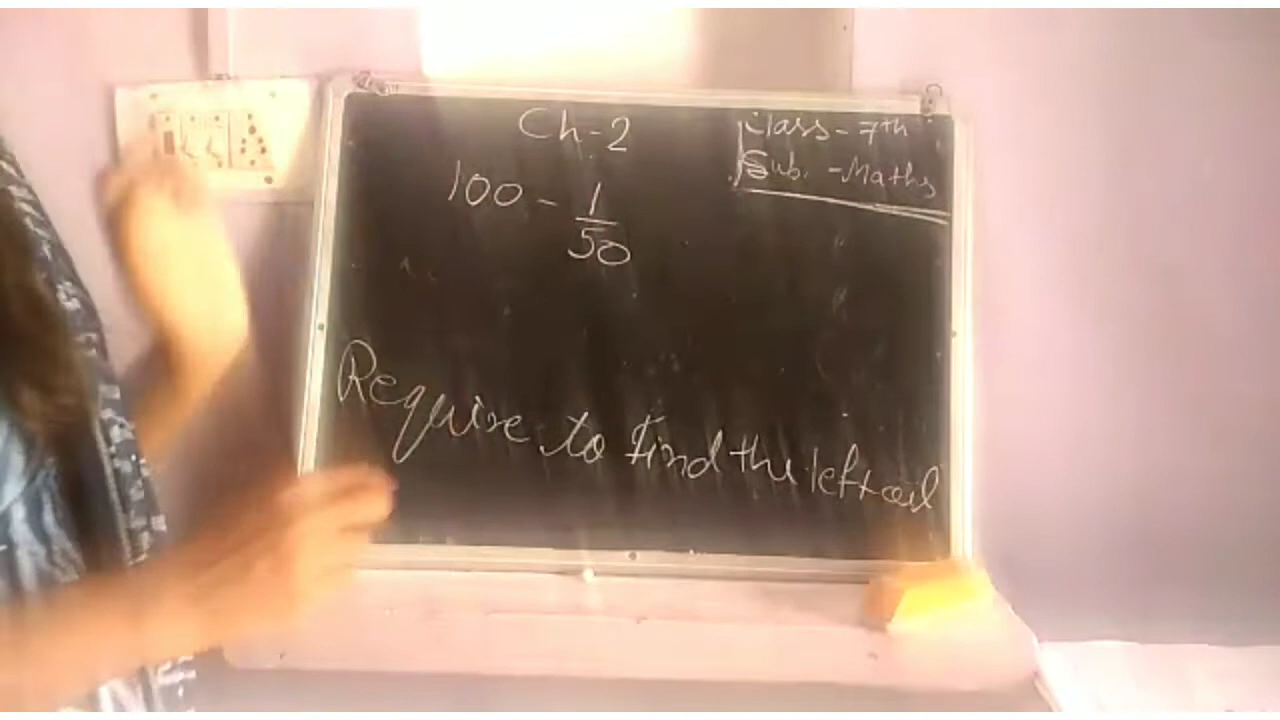 Ch-2
Class - 7th
Sub. - Maths
100 - 1/50
Require to find the left oil